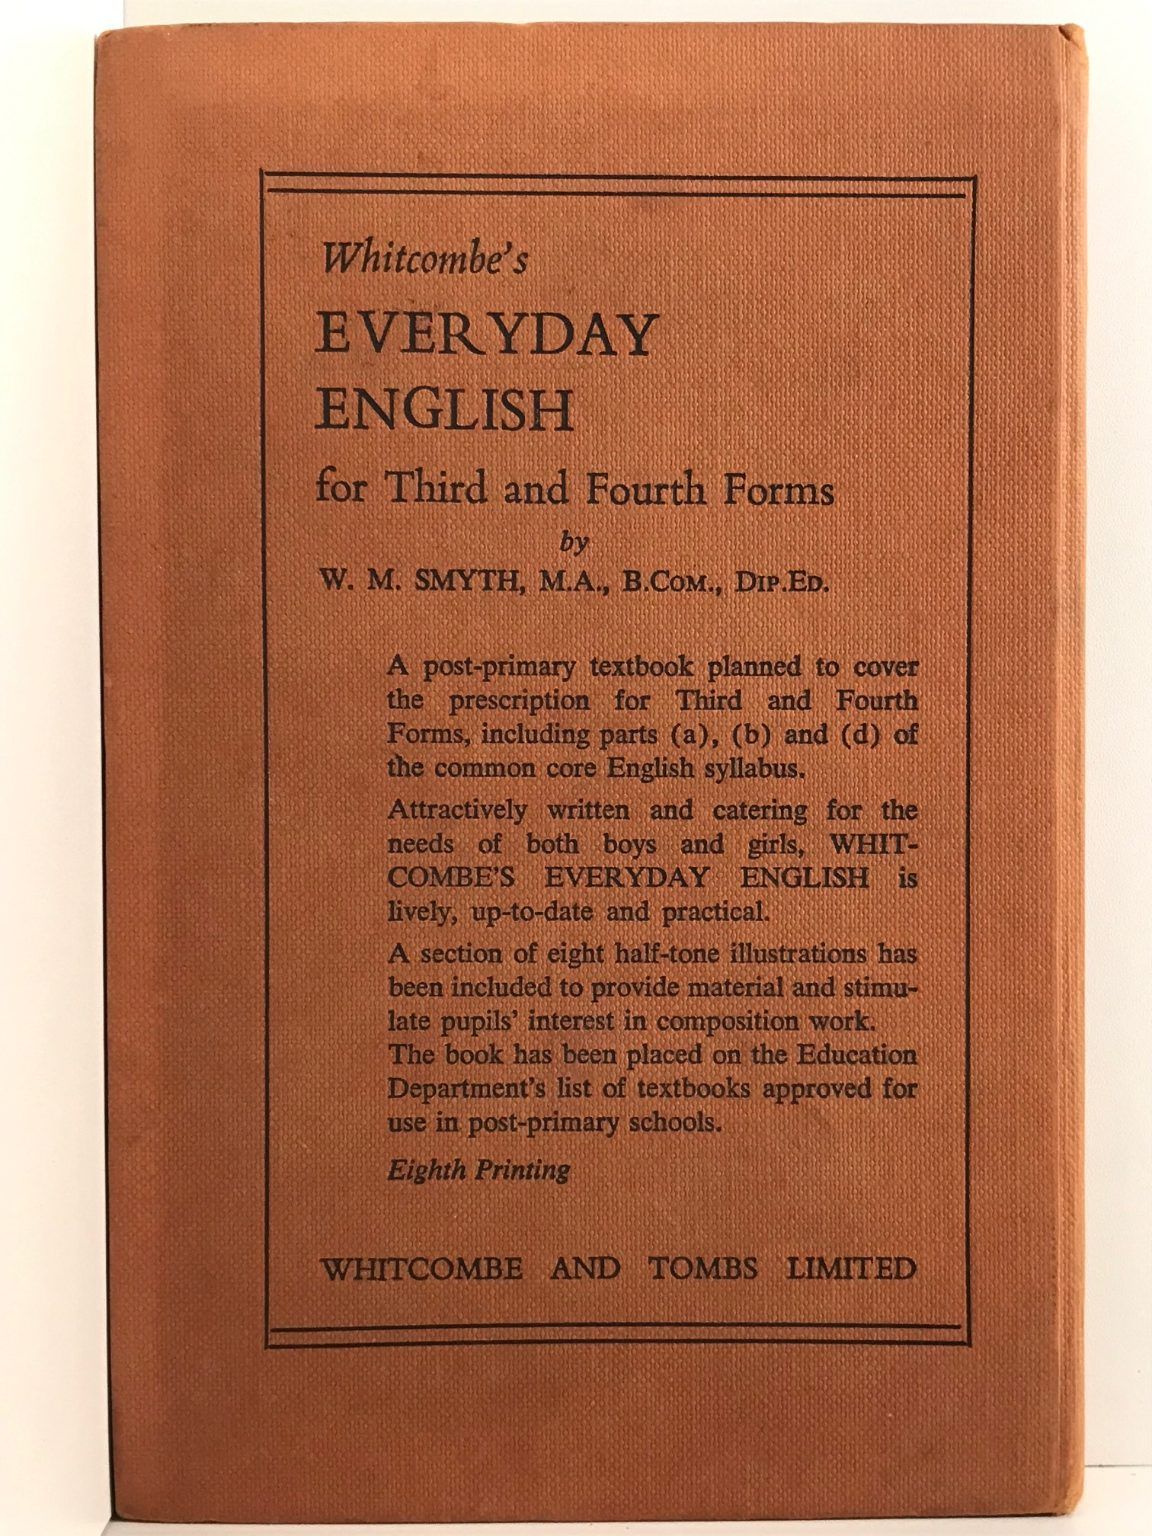 Whitcombe's
EVERYDAY
ENGLISH
for Third and Fourth Forms
by
W. M. SMYTH, M.A., B.COM., DIP.ED.
A post-primary textbook planned to cover
the prescription for Third and Fourth
Forms, including parts (a), (b) and (d) of
the common core English syllabus.
Attractively written and catering for the
needs of both boys and girls, WHIT-
COMBE'S EVERYDAY ENGLISH is
lively, up-to-date and practical.
A section of eight half-tone illustrations has
been included to provide material and stimu-
late pupils' interest in composition work.
The book has been placed on the Education
Department's list of textbooks approved for
use in post-primary schools.
Eighth Printing
WHITCOMBE AND TOMBS LIMITED